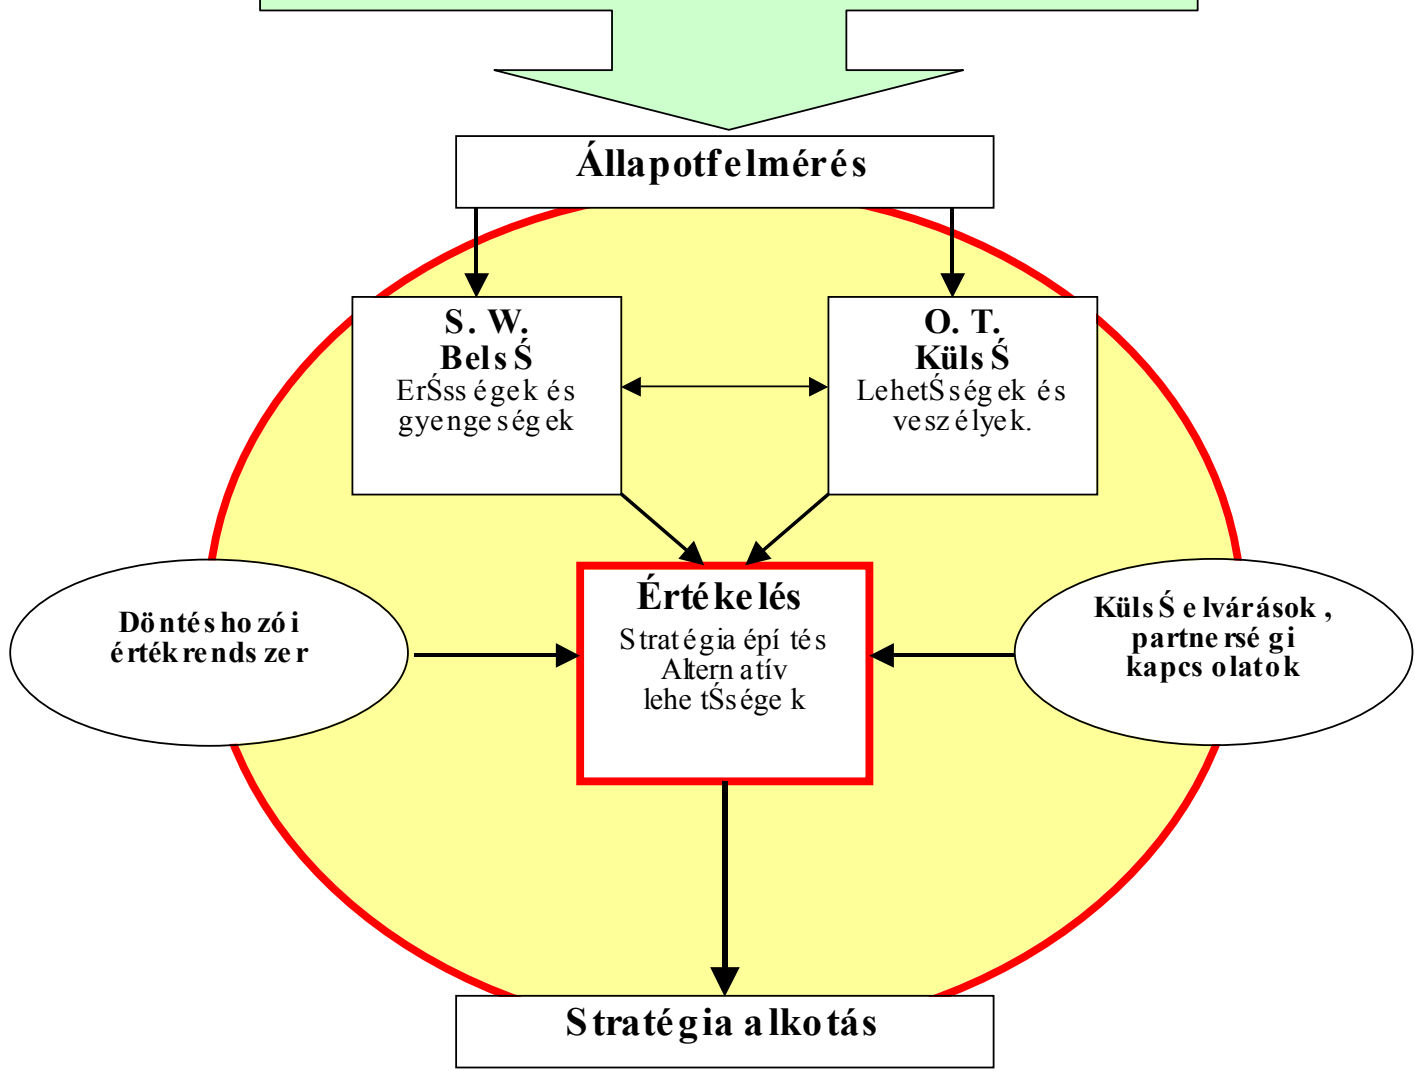 Állapotfelmérés
S. W.
BelsŚ
ErŚsségek és
gyengeségek
O. T.
KülsŚ
LehetŚségek és
veszélyek.
Döntéshozói
értékrendszer
Értékelés
Stratégia építés
Alternatív
lehetŚségek
KülsŚ elvárások,
partnerségi
kapcsolatok
Stratégia alkotás